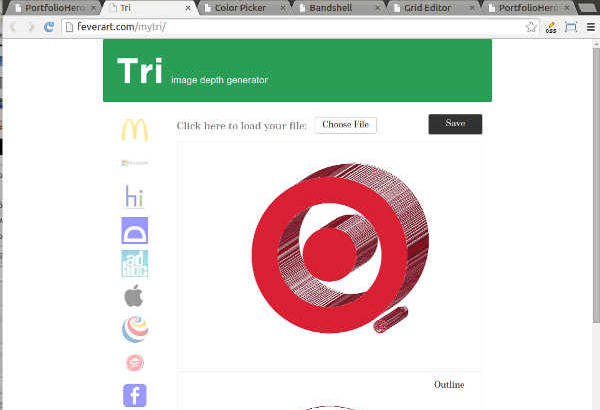 PortfolioHero
Tri
Color Picker
Bandshell
Grid Editor
PortfolioHero
feverart.com/mytri/
OSS
Tri image depth generator
Click here to load your file: Choose File Save
hi
Outline